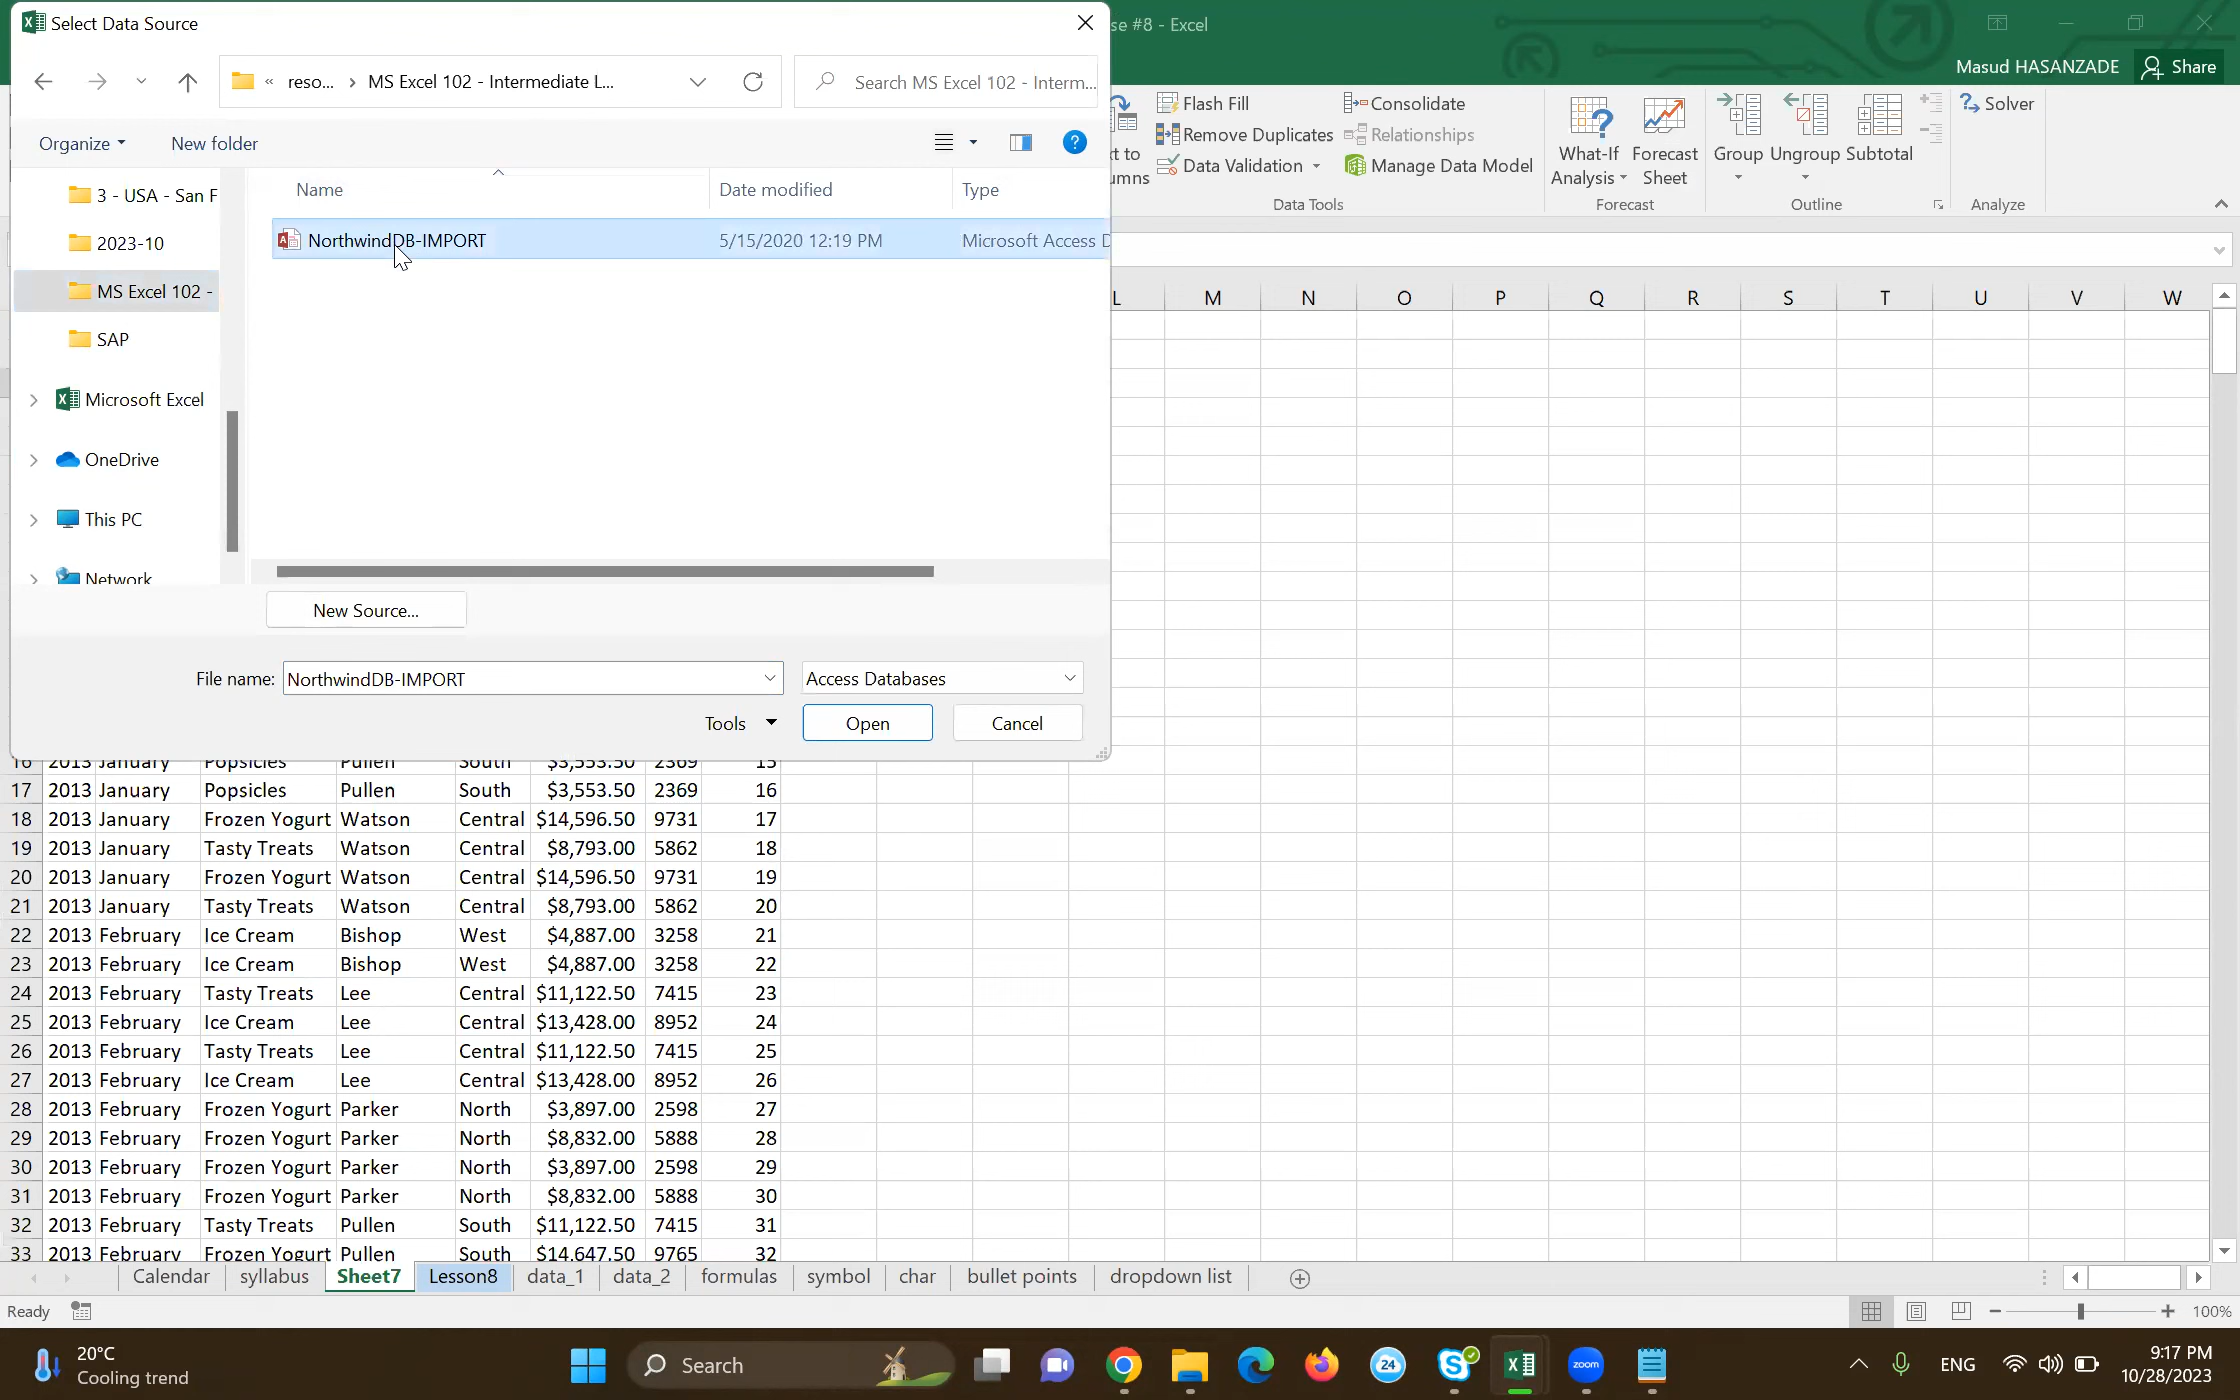 Select Data Source
se #8 - Excel
Masud HASANZADE
Share
« reso... > MS Excel 102 - Intermediate L...
Search MS Excel 102 - Interm...
Organize
New folder
Flash Fill
Consolidate
Solver
Remove Duplicates
Relationships
Data Validation
Manage Data Model
What-If
Analysis
Forecast
Sheet
Group
Ungroup
Subtotal
Data Tools
Forecast
Outline
Analyze
Name
Date modified
Type
3 - USA - San F
2023-10
MS Excel 102 -
SAP
Microsoft Excel
OneDrive
This PC
Network
NorthwindDB-IMPORT 5/15/2020 12:19 PM Microsoft Access D
New Source...
File name: NorthwindDB-IMPORT
Access Databases
Tools
Open
Cancel
L M N O P Q R S T U V W
16 2013 January Popsicles Pullen South $3,553.50 2369 15
17 2013 January Popsicles Pullen South $3,553.50 2369 16
18 2013 January Frozen Yogurt Watson Central $14,596.50 9731 17
19 2013 January Tasty Treats Watson Central $8,793.00 5862 18
20 2013 January Frozen Yogurt Watson Central $14,596.50 9731 19
21 2013 January Tasty Treats Watson Central $8,793.00 5862 20
22 2013 February Ice Cream Bishop West $4,887.00 3258 21
23 2013 February Ice Cream Bishop West $4,887.00 3258 22
24 2013 February Tasty Treats Lee Central $11,122.50 7415 23
25 2013 February Ice Cream Lee Central $13,428.00 8952 24
26 2013 February Tasty Treats Lee Central $11,122.50 7415 25
27 2013 February Ice Cream Lee Central $13,428.00 8952 26
28 2013 February Frozen Yogurt Parker North $3,897.00 2598 27
29 2013 February Frozen Yogurt Parker North $8,832.00 5888 28
30 2013 February Frozen Yogurt Parker North $3,897.00 2598 29
31 2013 February Frozen Yogurt Parker North $8,832.00 5888 30
32 2013 February Tasty Treats Pullen South $11,122.50 7415 31
33 2013 February Frozen Yogurt Pullen South $14,647.50 9765 32
Calendar syllabus Sheet7 Lesson8 data_1 data_2 formulas symbol char bullet points dropdown list
Ready
100%
20°C
Cooling trend
Search
24
zoom
ENG
9:17 PM
10/28/2023